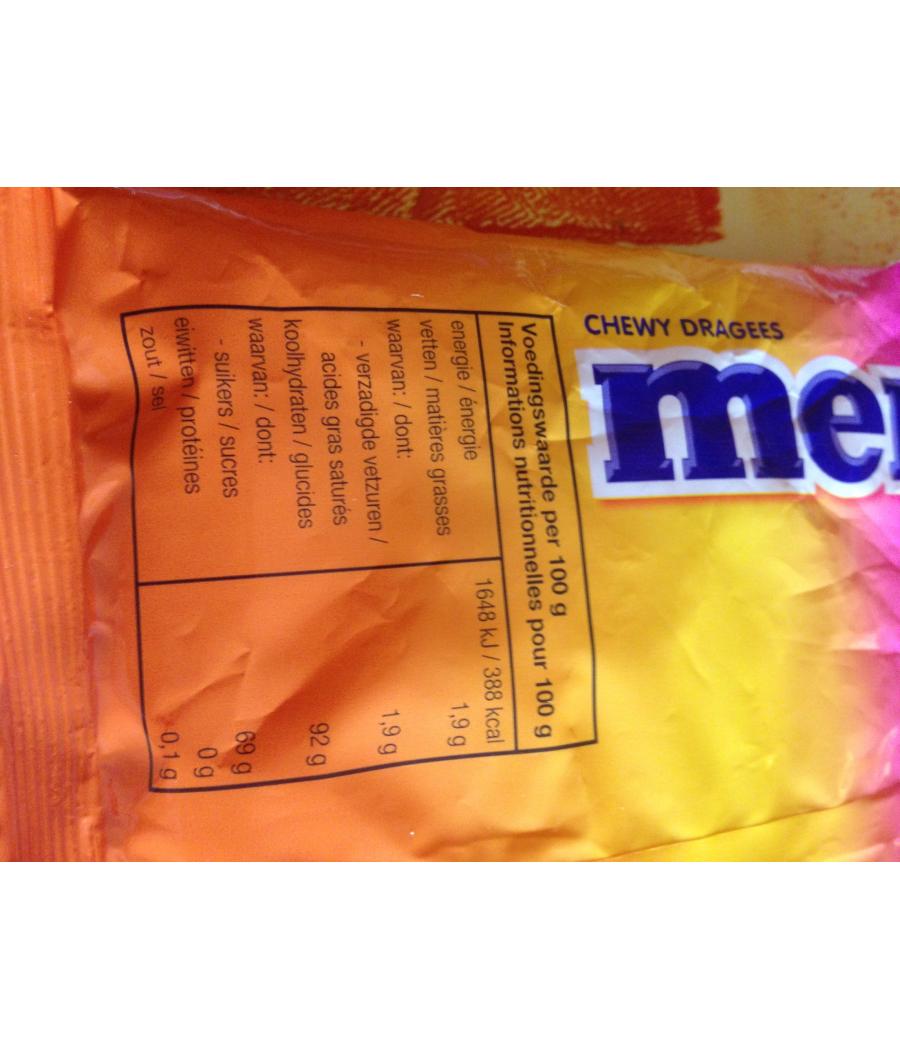 CHEWY DRAGEES
me
Voedingswaarde per 100 g
Informations nutritionnelles pour 100 g
energie / énergie 1648 kJ / 388 kcal
vetten / matières grasses 1,9 g
waarvan: / dont:
- verzadigde vetzuren /
acides gras saturés 1,9 g
koolhydraten / glucides 92 g
waarvan: / dont:
- suikers / sucres 69 g
eiwitten / protéines 0 g
zout / sel 0,1 g